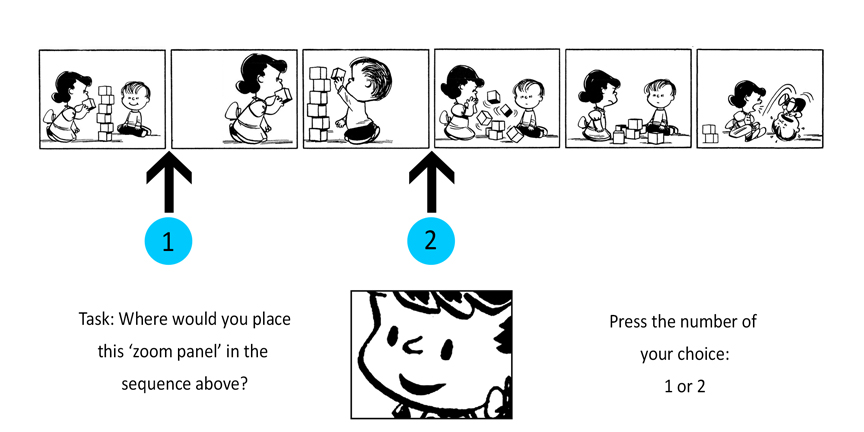 1
2
Task: Where would you place
this ‘zoom panel’ in the
sequence above?
Press the number of
your choice:
1 or 2